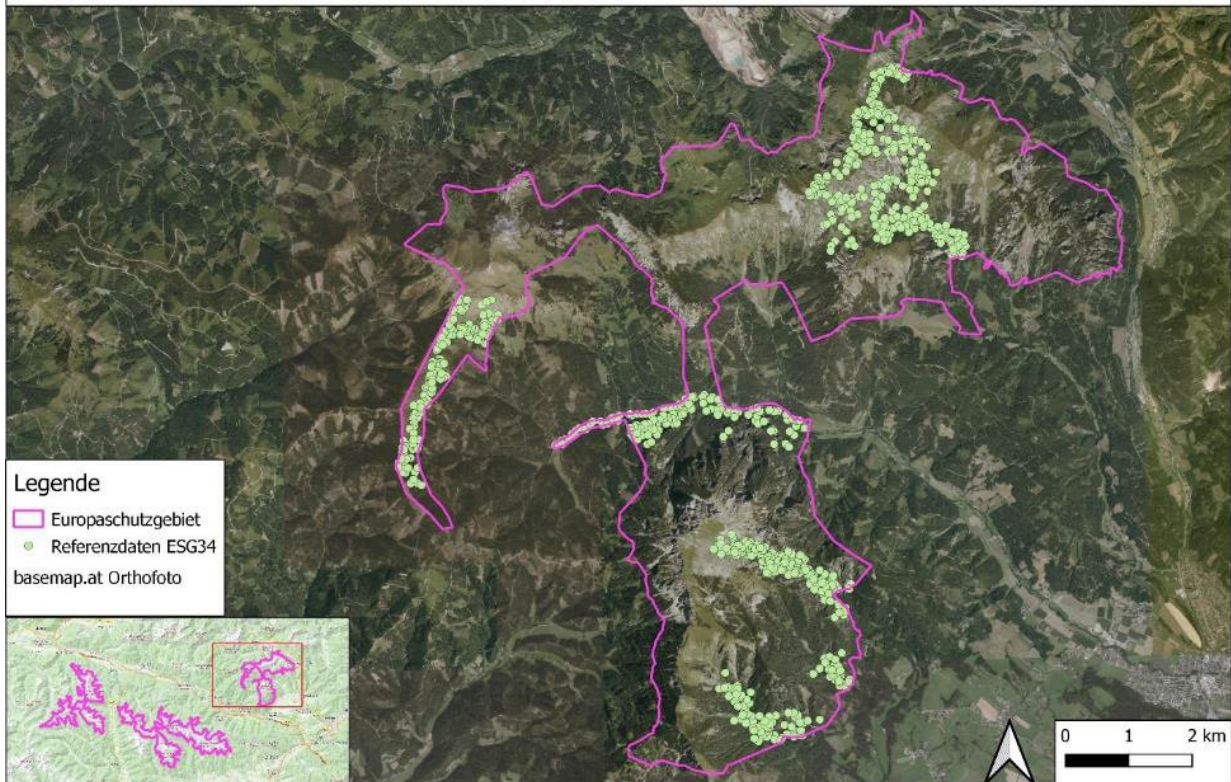 Legende
Europaschutzgebiet
Referenzdaten ESG34
basemap.at Orthofoto
0 1 2 km